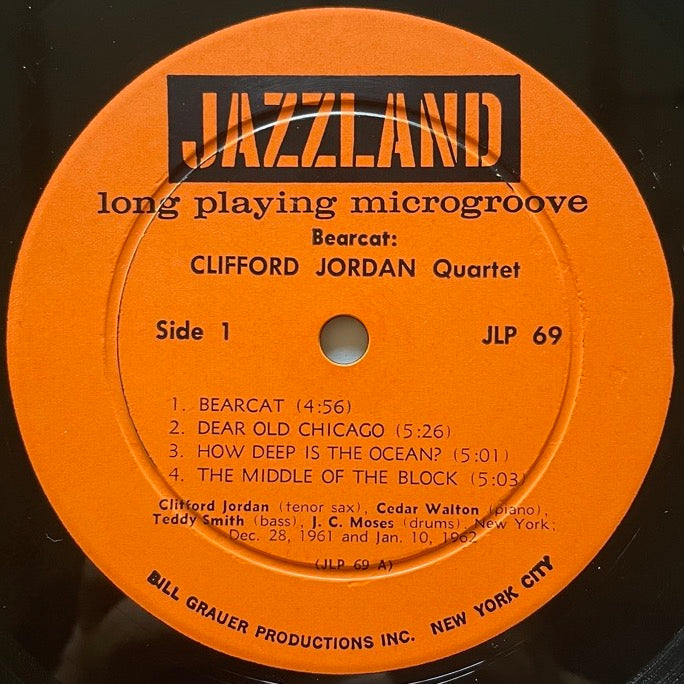 JAZZLAND
long playing microgroove
Bearcat:
CLIFFORD JORDAN Quartet
Side 1
JLP 69
1. BEARCAT (4:56)
2. DEAR OLD CHICAGO (5:26)
3. HOW DEEP IS THE OCEAN? (5:01)
4. THE MIDDLE OF THE BLOCK (5:03)
Clifford Jordan (tenor sax), Cedar Walton (piano),
Teddy Smith (bass), J. C. Moses (drums). New York;
Dec. 28, 1961 and Jan. 10, 1962
(JLP 69 A)
BILL GRAUER PRODUCTIONS INC. NEW YORK CITY